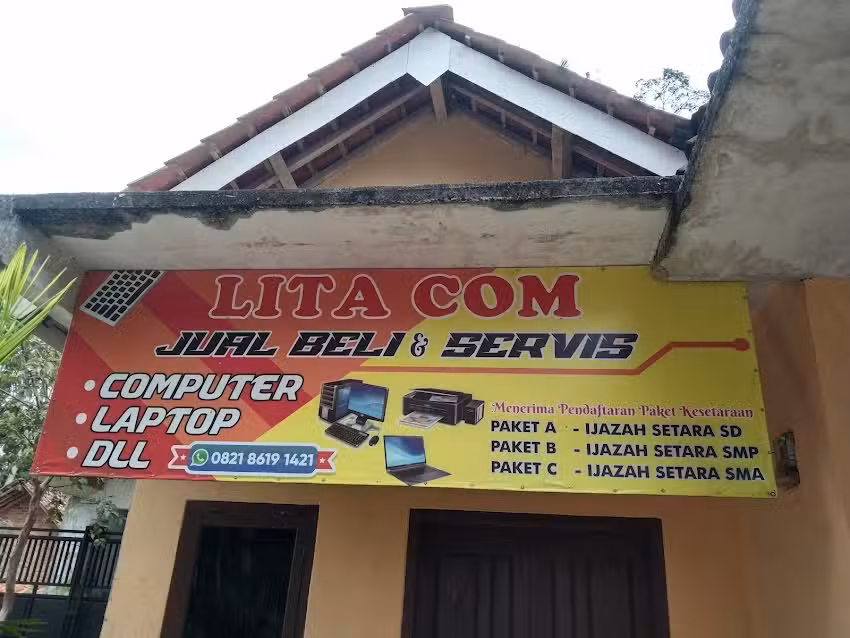 LITA COM
JUAL BELI & SERVIS
• COMPUTER
• LAPTOP
• DLL
0821 8619 1421
Menerima Pendaftaran Paket Kesetaraan
PAKET A - IJAZAH SETARA SD
PAKET B - IJAZAH SETARA SMP
PAKET C - IJAZAH SETARA SMA